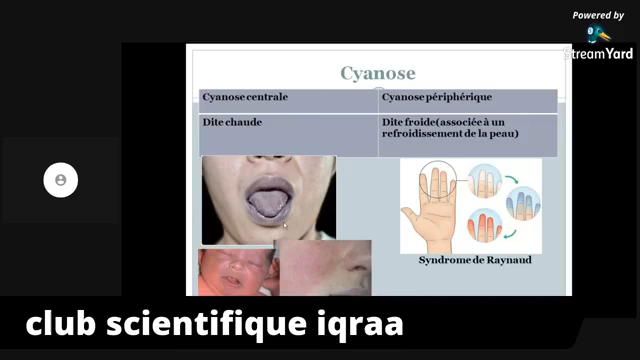 Powered by
StreamYard
Cyanose
Cyanose centrale
Cyanose périphérique
Dite chaude
Dite froide(associée à un
refroidissement de la peau)
Syndrome de Raynaud
club scientifique iqraa